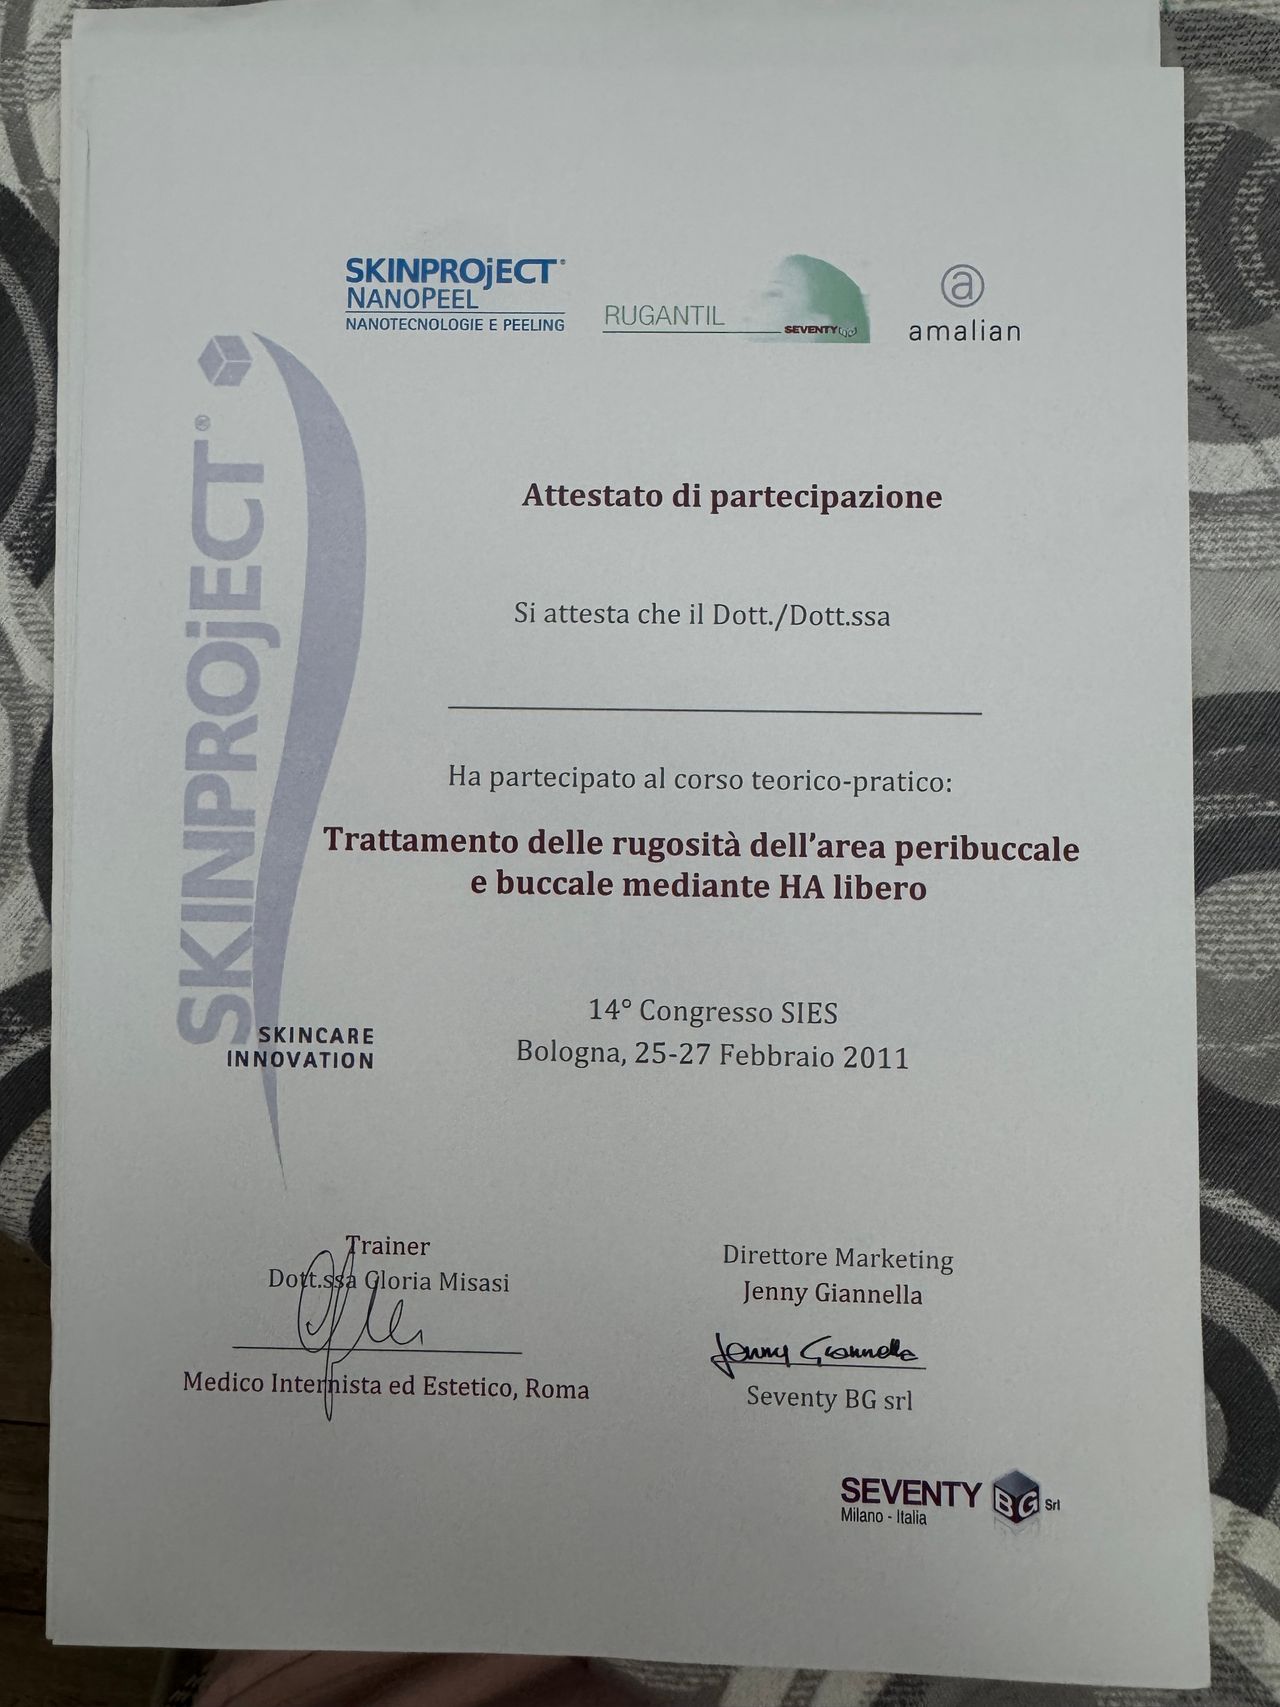 SKINPROjECT®
NANOPEEL
NANOTECNOLOGIE E PEELING
RUGANTIL
SEVENTY BG
a
amalian
SKINPROjECT®
SKINCARE
INNOVATION
Attestato di partecipazione
Si attesta che il Dott./Dott.ssa
Ha partecipato al corso teorico-pratico:
Trattamento delle rugosità dell'area peribuccale
e buccale mediante HA libero
14° Congresso SIES
Bologna, 25-27 Febbraio 2011
Trainer
Dott.ssa Gloria Misasi
Medico Internista ed Estetico, Roma
Direttore Marketing
Jenny Giannella
Jenny Giannella
Seventy BG srl
SEVENTY BG Srl
Milano - Italia